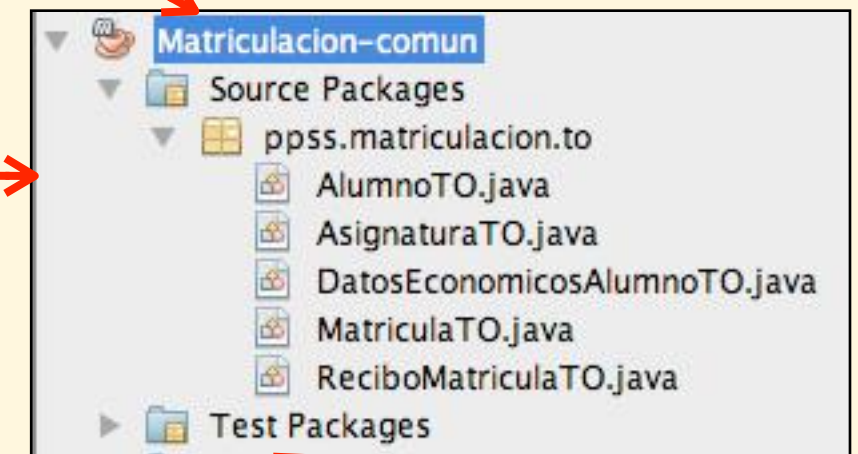 Matriculacion-comun
Source Packages
ppss.matriculacion.to
AlumnoTO.java
AsignaturaTO.java
DatosEconomicosAlumnoTO.java
MatriculaTO.java
ReciboMatriculaTO.java
Test Packages